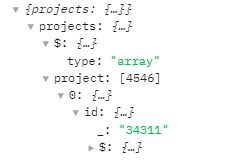 ▼ {projects: {…}}
▼ projects: {…}
▼ $: {…}
type: "array"
▼ project: [4546]
▼ 0: {…}
▼ id: {…}
_: "34311"
▶ $: {…}